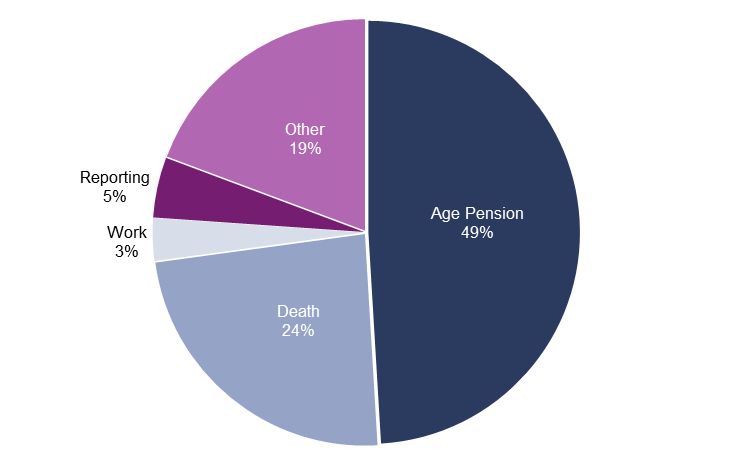 Other
19%
Reporting
5%
Age Pension
49%
Work
3%
Death
24%